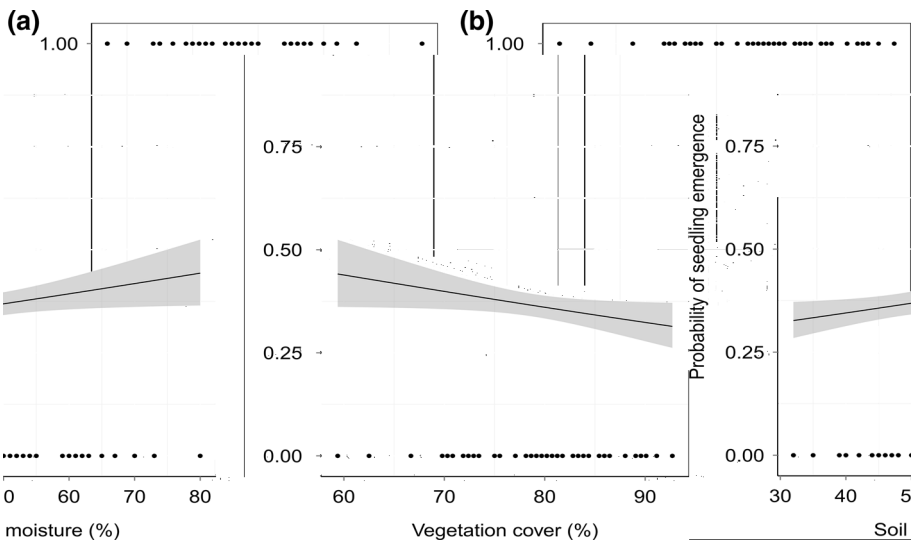 (a)
(b)
1.00
1.00
0.75
0.75
0.50
0.50
0.25
0.25
0.00
0.00
Probability of seedling emergence
0 60 70 80
60 70 80 90
30 40 5
moisture (%)
Vegetation cover (%)
Soil